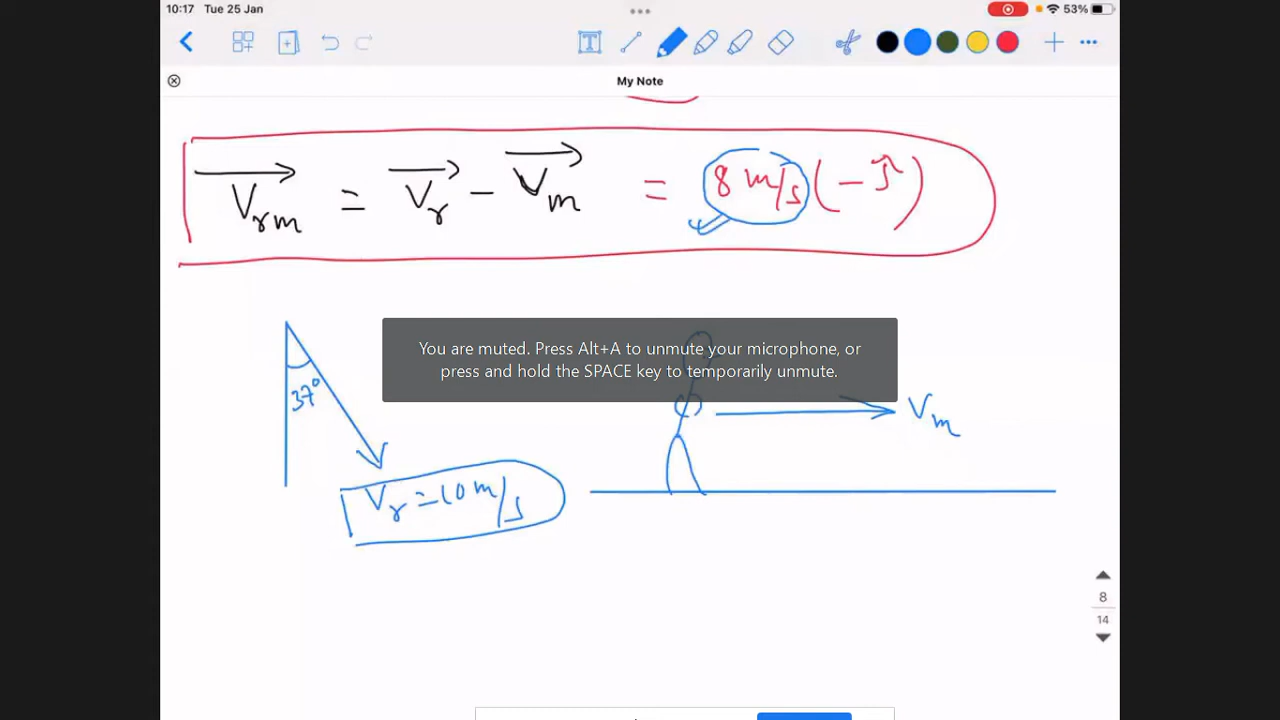 10:17 Tue 25 Jan
53%
My Note
V_rm = V_r - V_m = 8 m/s (-ĵ)
You are muted. Press Alt+A to unmute your microphone, or
press and hold the SPACE key to temporarily unmute.
37°
V_m
V_r = 10 m/s
8
14